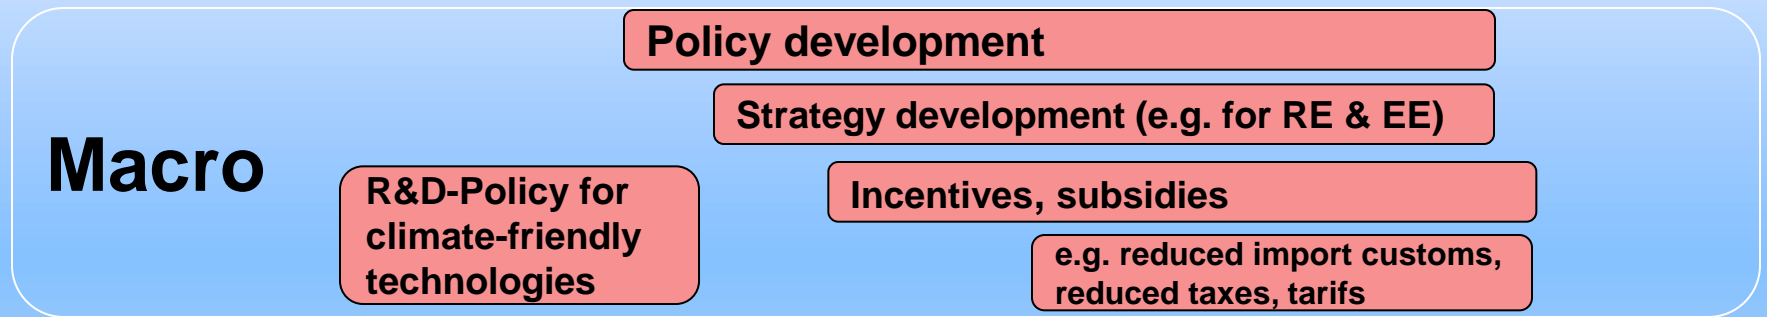 Policy development
Strategy development (e.g. for RE & EE)
Macro
R&D-Policy for
climate-friendly
technologies
Incentives, subsidies
e.g. reduced import customs,
reduced taxes, tarifs